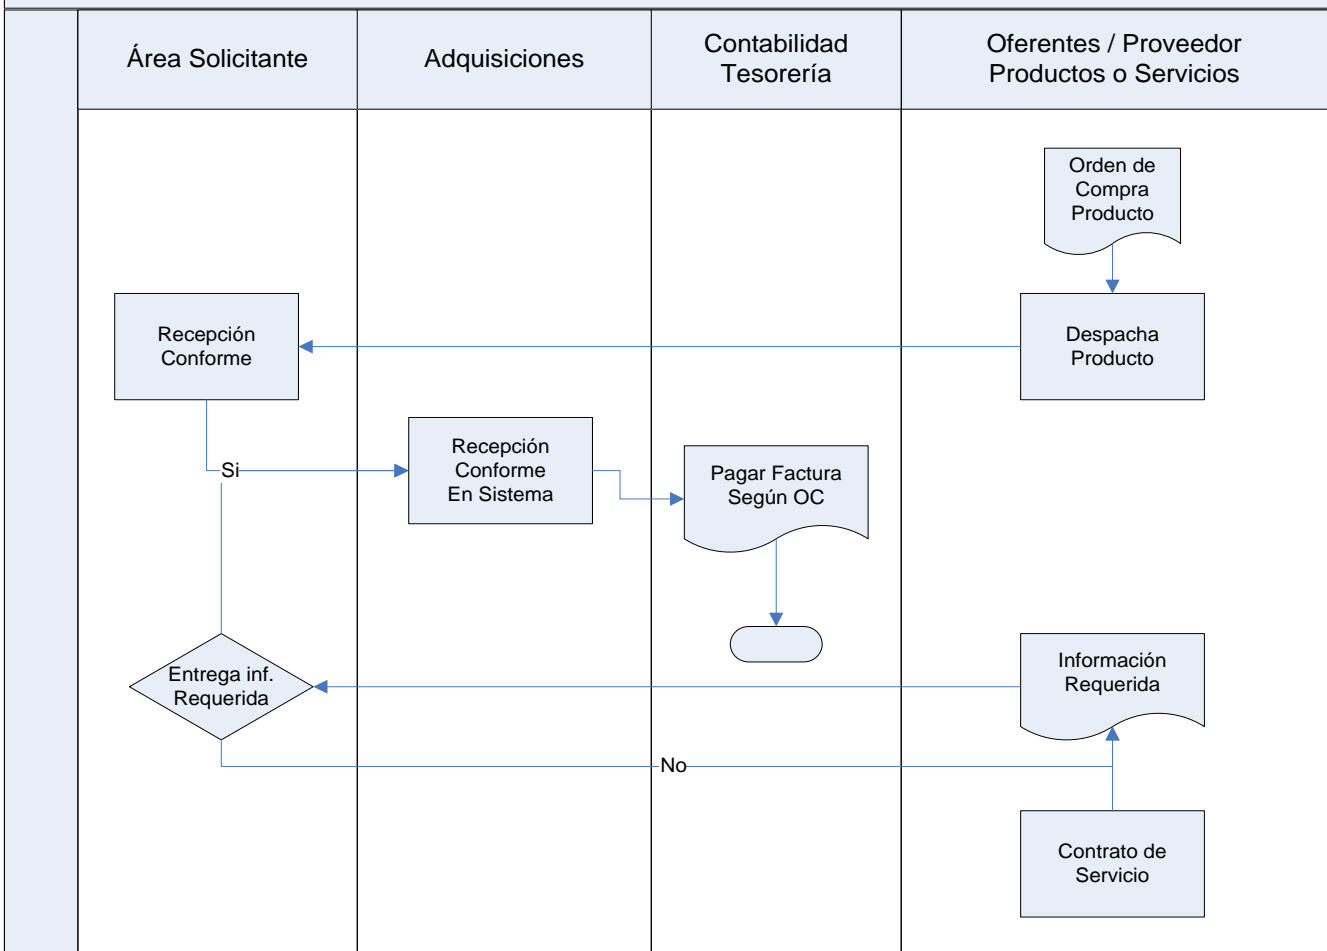 Área Solicitante
Adquisiciones
Contabilidad
Tesorería
Oferentes / Proveedor
Productos o Servicios
Orden de
Compra
Producto
Recepción
Conforme
Despacha
Producto
Si
Recepción
Conforme
En Sistema
Pagar Factura
Según OC
Entrega inf.
Requerida
Información
Requerida
No
Contrato de
Servicio